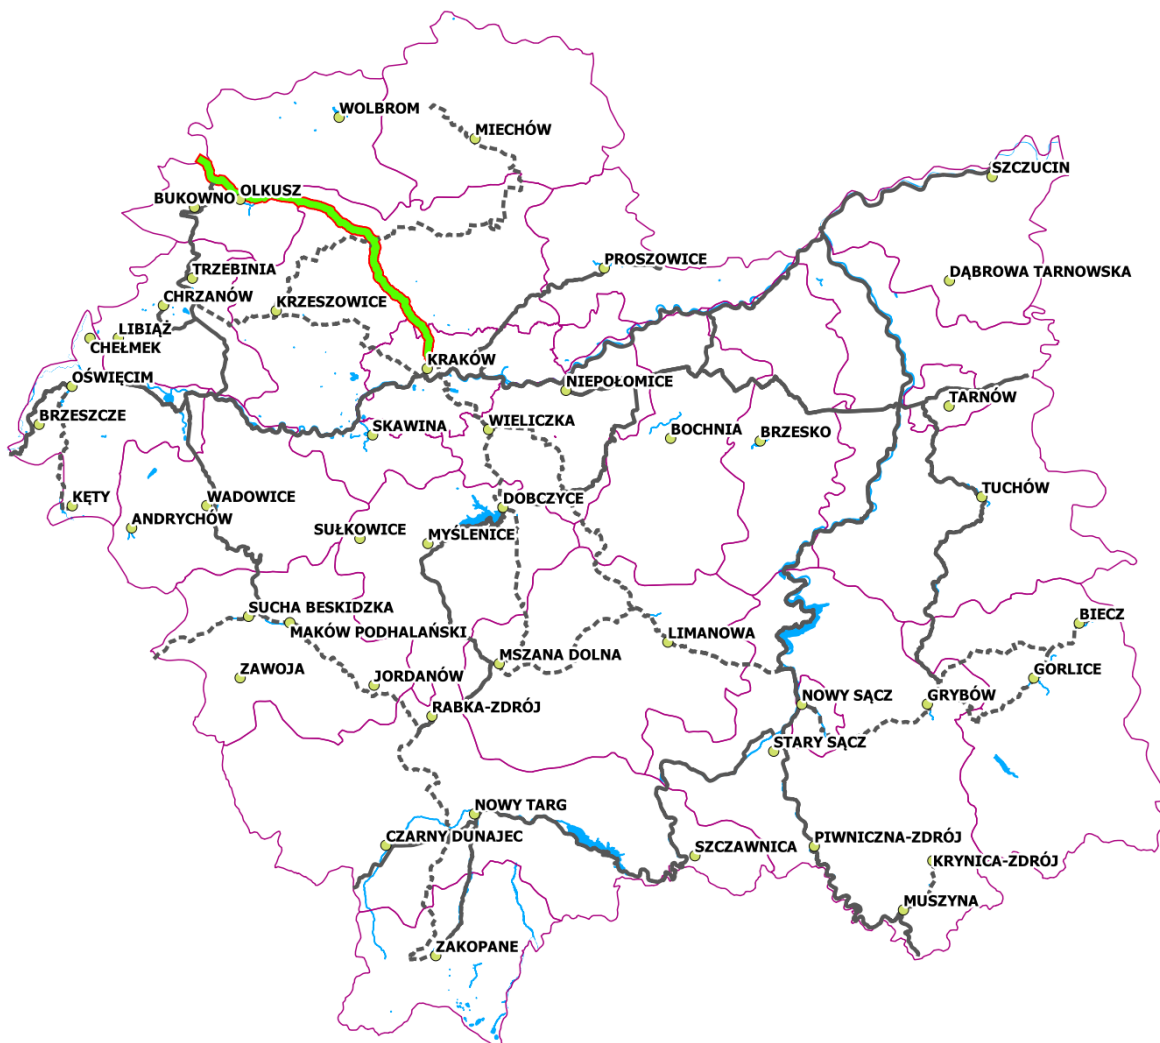 WOLBROM
MIECHÓW
SZCZUCIN
OLKUSZ
BUKOWNO
PROSZOWICE
TRZEBINIA
DĄBROWA TARNOWSKA
CHRZANÓW
KRZESZOWICE
LIBIĄŻ
CHEŁMEK
KRAKÓW
OŚWIĘCIM
NIEPOŁOMICE
TARNÓW
BRZESZCZE
SKAWINA
WIELICZKA
BOCHNIA
BRZESKO
KĘTY
WADOWICE
DOBCZYCE
TUCHÓW
ANDRYCHÓW
SUŁKOWICE
MYŚLENICE
SUCHA BESKIDZKA
BIECZ
MAKÓW PODHALAŃSKI
LIMANOWA
MSZANA DOLNA
ZAWOJA
JORDANÓW
GORLICE
RABKA-ZDRÓJ
NOWY SĄCZ
GRYBÓW
STARY SĄCZ
NOWY TARG
CZARNY DUNAJEC
SZCZAWNICA
PIWNICZNA-ZDRÓJ
KRYNICA-ZDRÓJ
MUSZYNA
ZAKOPANE